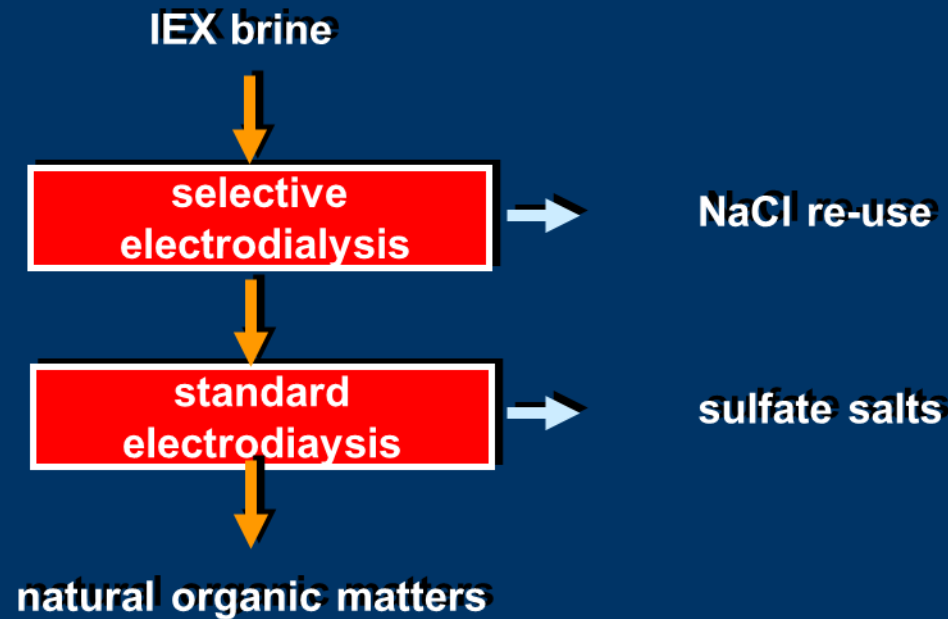 IEX brine
selective
electrodialysis
NaCl re-use
standard
electrodiaysis
sulfate salts
natural organic matters